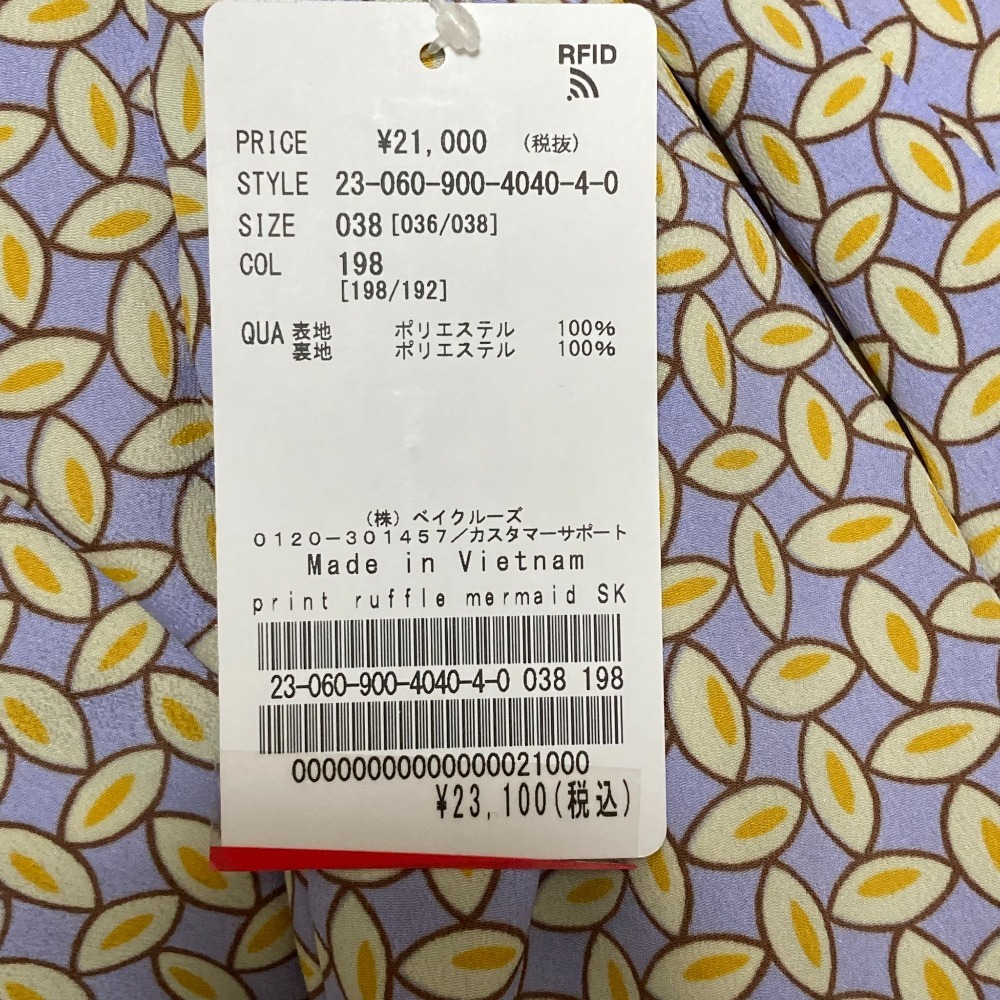 RFID
PRICE ¥21,000 (税抜)
STYLE 23-060-900-4040-4-0
SIZE 038 [036/038]
COL 198
[198/192]
QUA 表地 ポリエステル 100%
裏地 ポリエステル 100%
(株) ベイクルーズ
0120-301457/カスタマーサポート
Made in Vietnam
print ruffle mermaid SK
23-060-900-4040-4-0 038 198
00000000000000021000
¥23,100(税込)